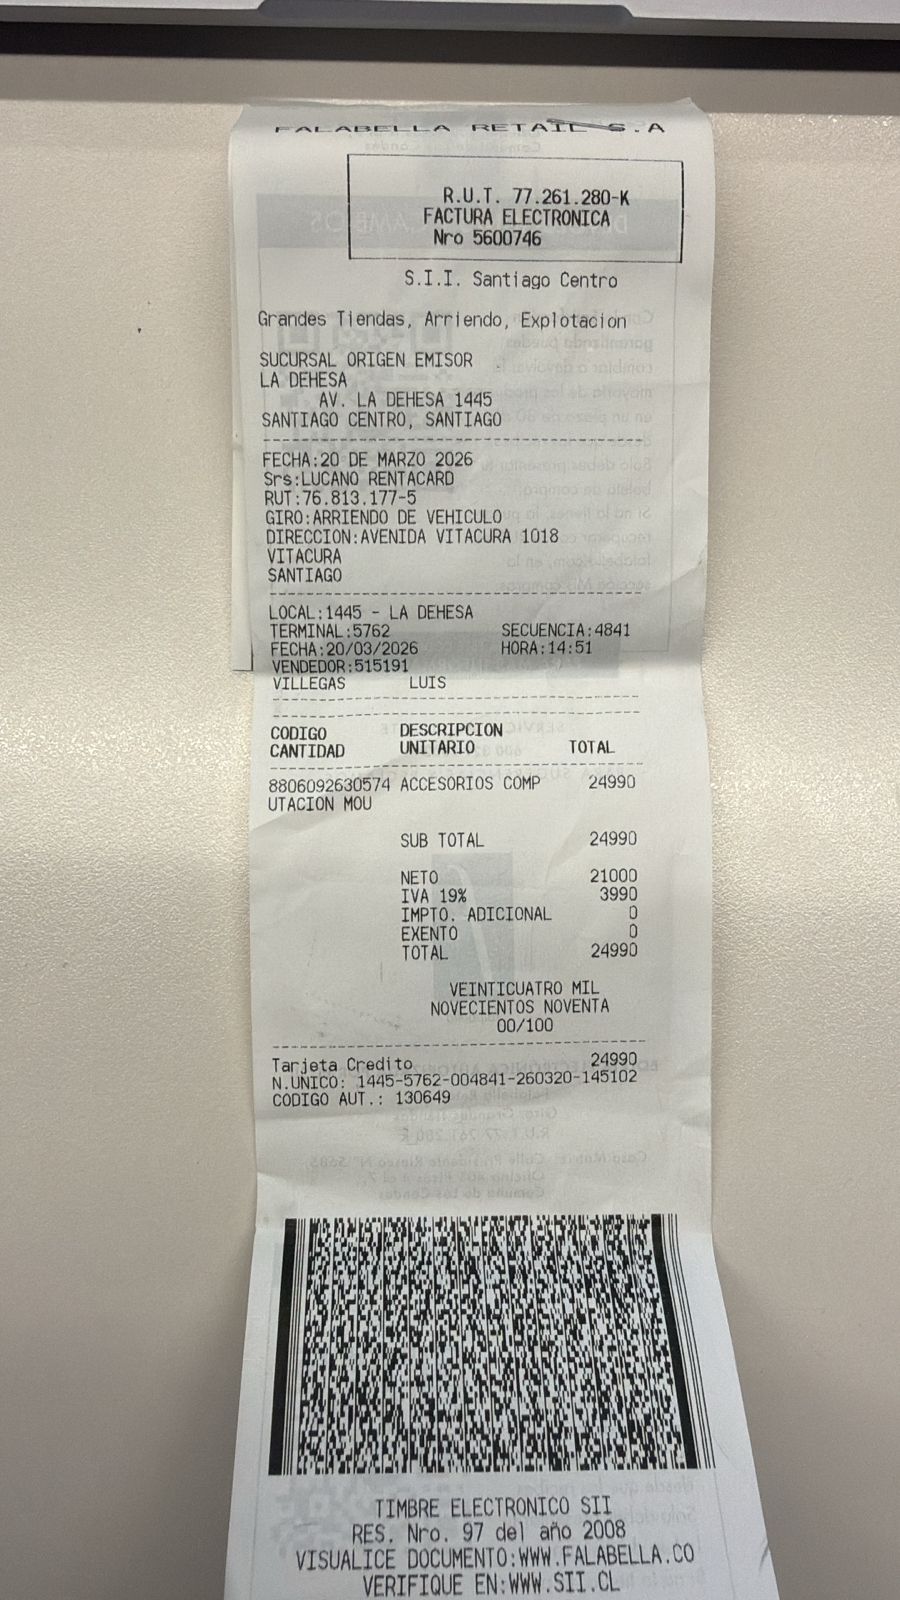 FALABELLA RETAIL S.A
R.U.T. 77.261.280-K
FACTURA ELECTRONICA
Nro 5600746
S.I.I. Santiago Centro
Grandes Tiendas, Arriendo, Explotacion
SUCURSAL ORIGEN EMISOR
LA DEHESA
AV. LA DEHESA 1445
SANTIAGO CENTRO, SANTIAGO
FECHA:20 DE MARZO 2026
Srs:LUCANO RENTACARD
RUT:76.813.177-5
GIRO:ARRIENDO DE VEHICULO
DIRECCION:AVENIDA VITACURA 1018
VITACURA
SANTIAGO
LOCAL:1445 - LA DEHESA
TERMINAL:5762 SECUENCIA:4841
FECHA:20/03/2026 HORA:14:51
VENDEDOR:515191
VILLEGAS LUIS
CODIGO DESCRIPCION
CANTIDAD UNITARIO TOTAL
8806092630574 ACCESORIOS COMP 24990
UTACION MOU
SUB TOTAL 24990
NETO 21000
IVA 19% 3990
IMPTO. ADICIONAL 0
EXENTO 0
TOTAL 24990
VEINTICUATRO MIL
NOVECIENTOS NOVENTA
00/100
Tarjeta Credito 24990
N.UNICO: 1445-5762-004841-260320-145102
CODIGO AUT.: 130649
TIMBRE ELECTRONICO SII
RES. Nro. 97 del año 2008
VISUALICE DOCUMENTO:WWW.FALABELLA.CO
VERIFIQUE EN:WWW.SII.CL